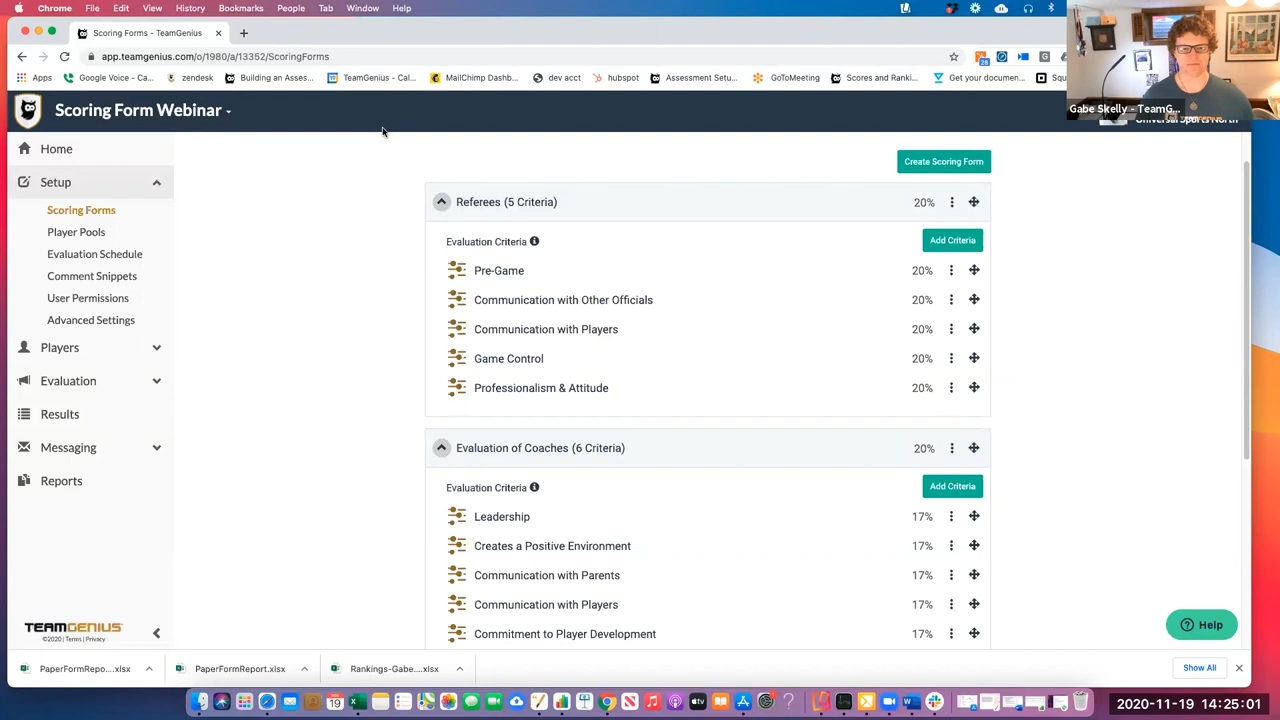 Chrome File Edit View History Bookmarks People Tab Window Help
Scoring Forms - TeamGenius
app.teamgenius.com/o/1980/a/13352/ScoringForms
28
Apps Google Voice - Ca... zendesk Building an Asses... TeamGenius - Cal... MailChimp Dashb... dev acct hubspot Assessment Setu... GoToMeeting Scores and Ranki... Get your documen...
Gabe Skelly - TeamG...
Scoring Form Webinar
Universal Sports North
Home
Setup
Scoring Forms
Player Pools
Evaluation Schedule
Comment Snippets
User Permissions
Advanced Settings
Players
Evaluation
Results
Messaging
Reports
TEAMGENIUS
©2020 | Terms | Privacy
Create Scoring Form
Referees (5 Criteria) 20%
Evaluation Criteria Add Criteria
Pre-Game 20%
Communication with Other Officials 20%
Communication with Players 20%
Game Control 20%
Professionalism & Attitude 20%
Evaluation of Coaches (6 Criteria) 20%
Evaluation Criteria Add Criteria
Leadership 17%
Creates a Positive Environment 17%
Communication with Parents 17%
Communication with Players 17%
Commitment to Player Development 17%
Help
PaperFormRepo....xlsx PaperFormReport.xlsx Rankings-Gabe....xlsx Show All
2020-11-19 14:25:01